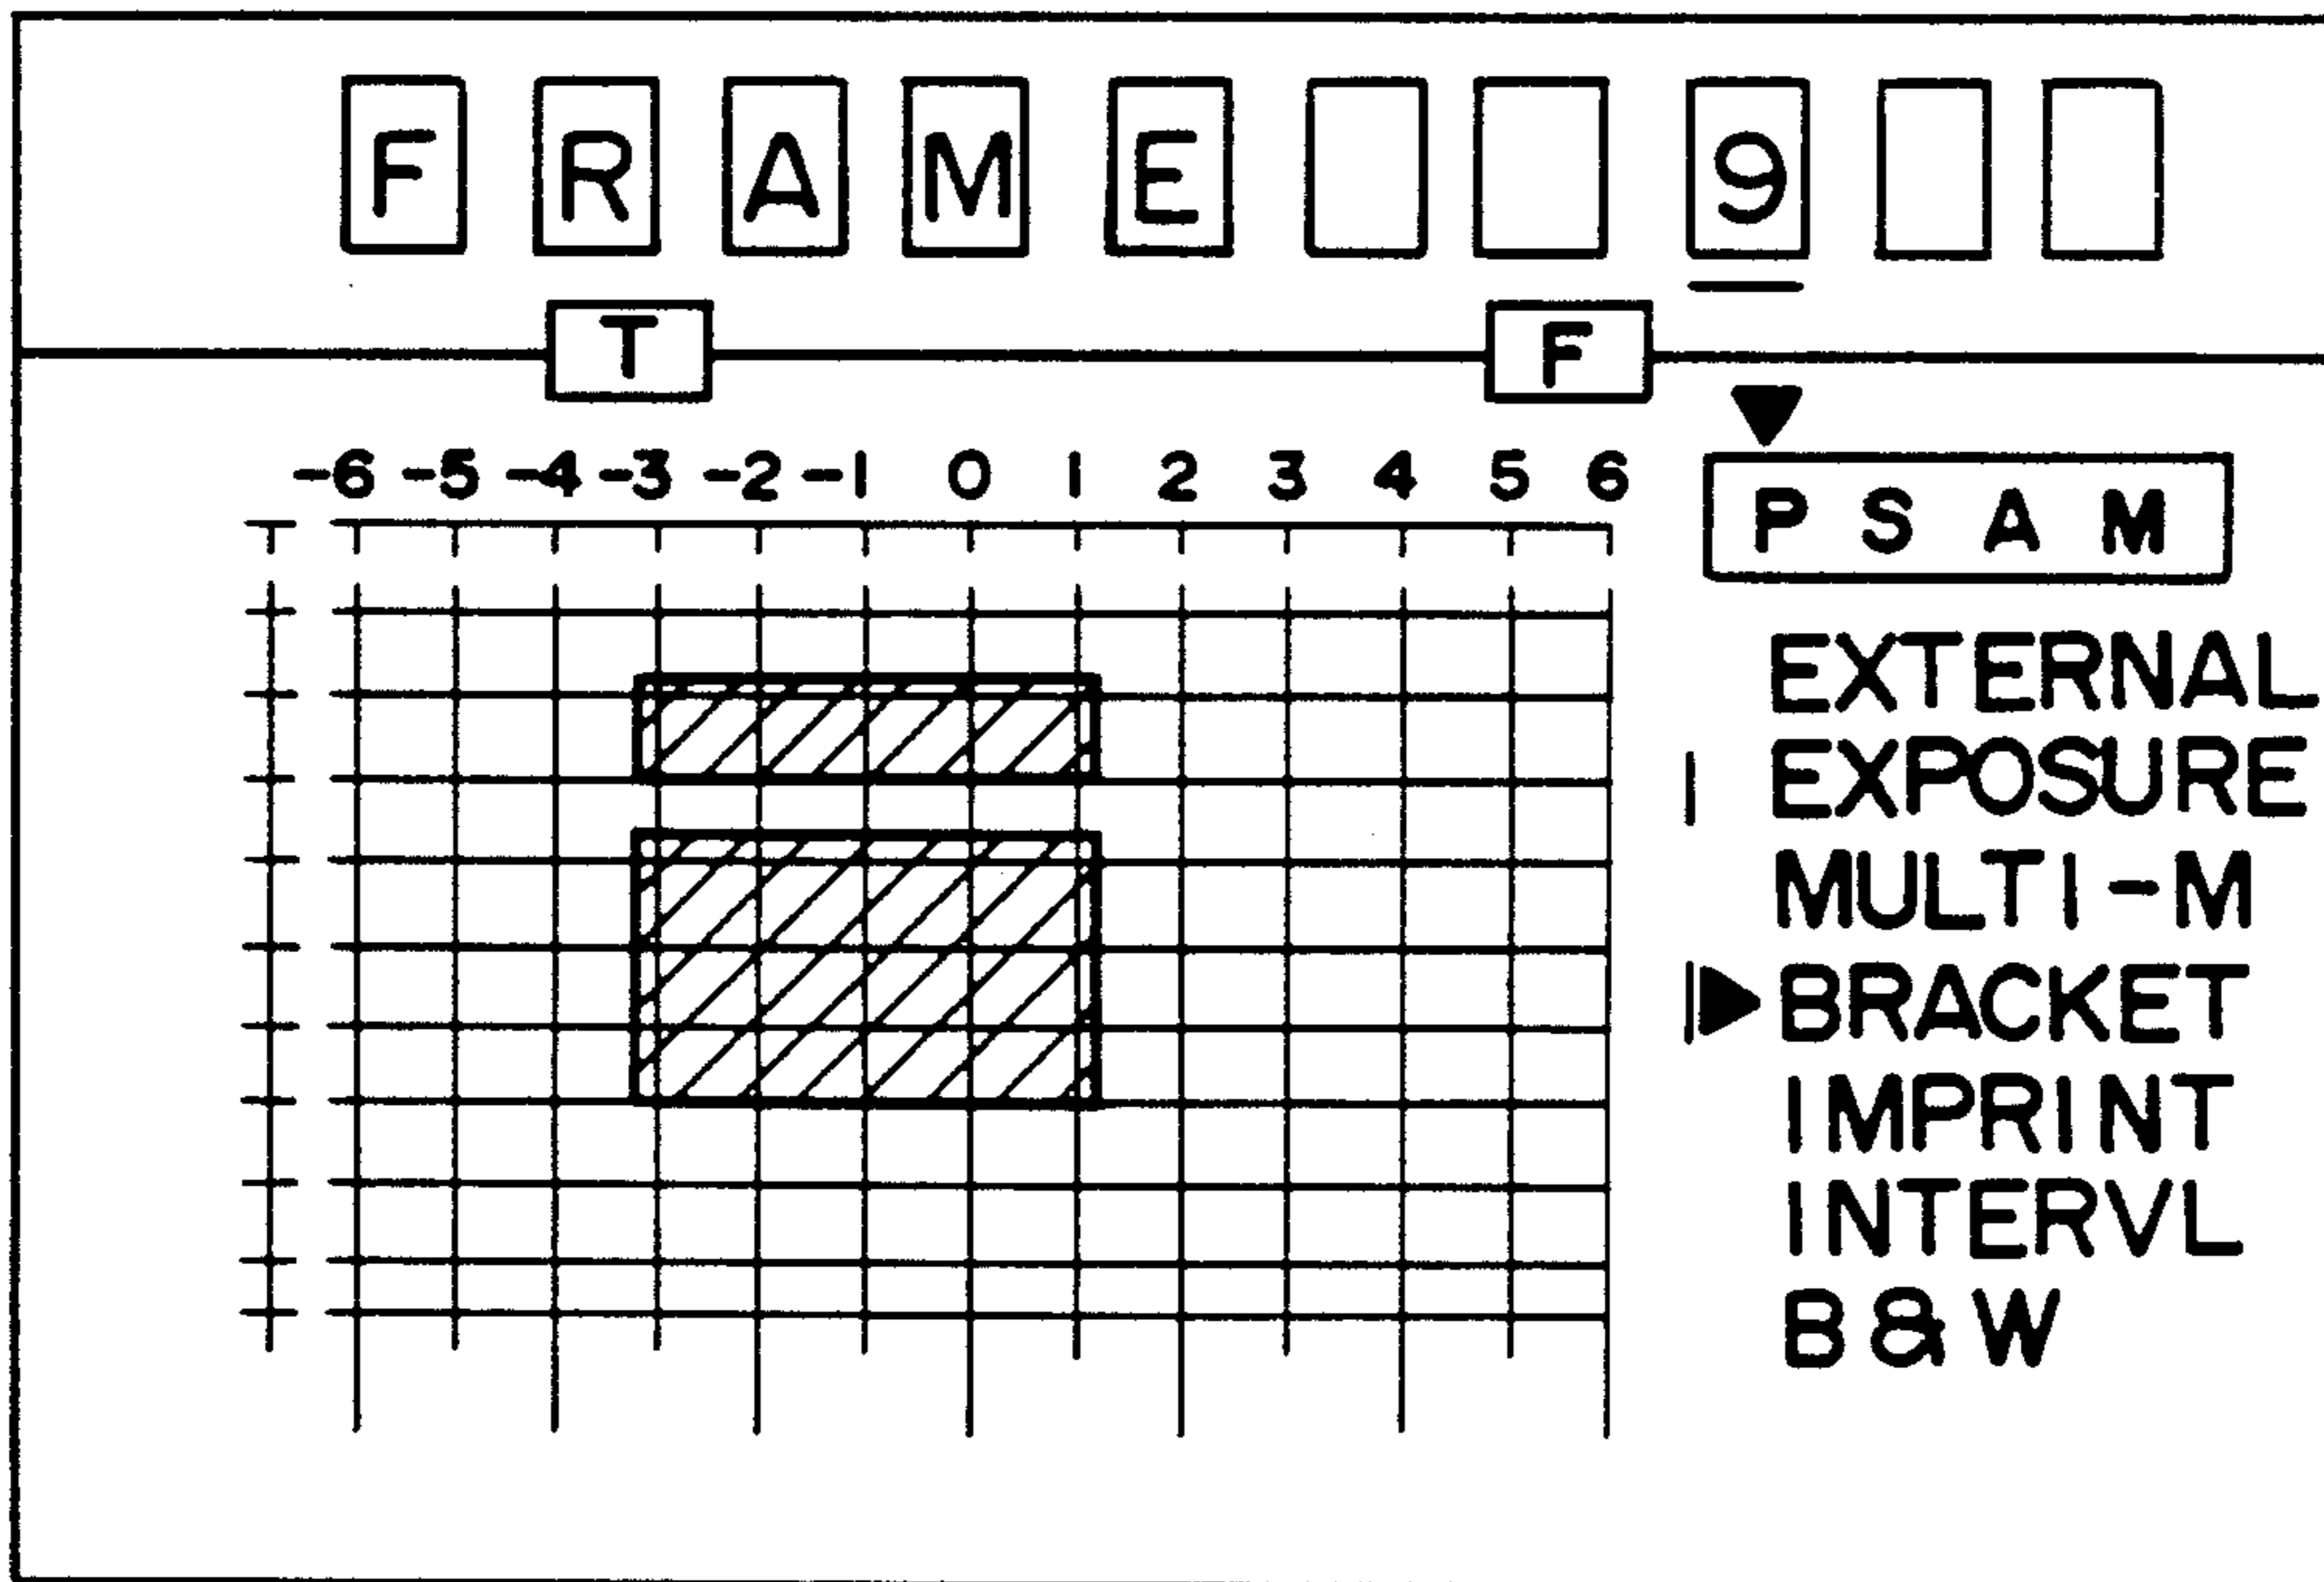 FRAME 9
T F
-6 -5 -4 -3 -2 -1 0 1 2 3 4 5 6
P S A M
EXTERNAL
EXPOSURE
MULTI-M
BRACKET
IMPRINT
INTERVL
B&W